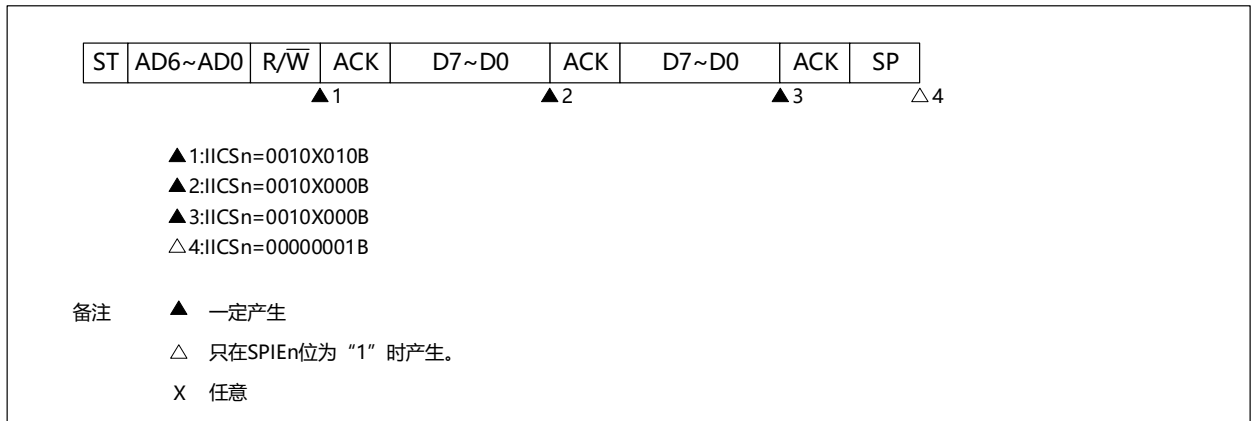 ST AD6~AD0 R/W̅ ACK D7~D0 ACK D7~D0 ACK SP
▲1 ▲2 ▲3 △4
▲1:IICSn=0010X010B
▲2:IICSn=0010X000B
▲3:IICSn=0010X000B
△4:IICSn=00000001B
备注 ▲ 一定产生
△ 只在SPIEn位为“1”时产生。
X 任意